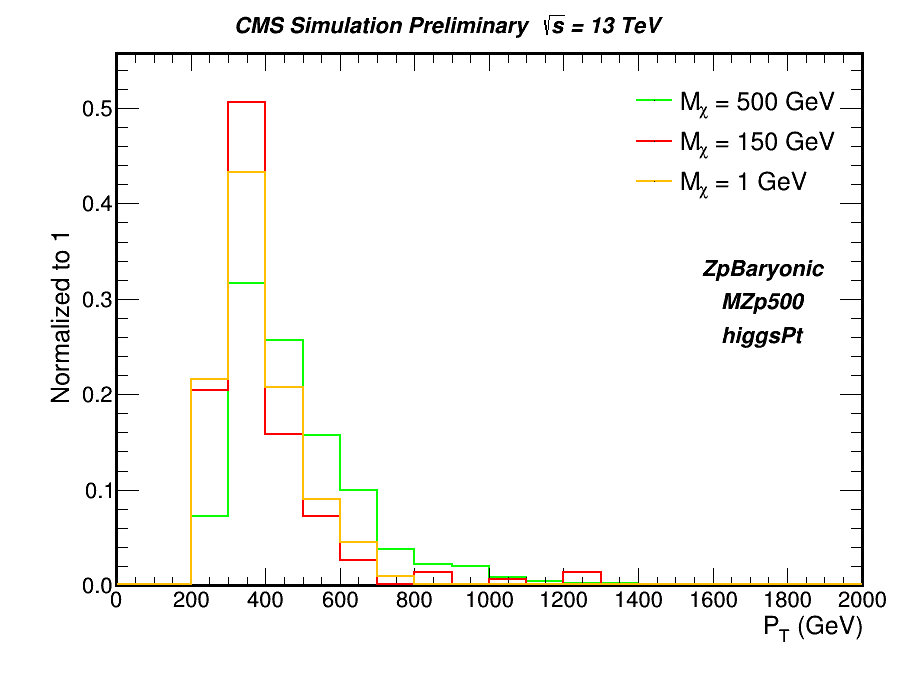 CMS Simulation Preliminary √s = 13 TeV
M_χ = 500 GeV
M_χ = 150 GeV
M_χ = 1 GeV
ZpBaryonic
MZp500
higgsPt
Normalized to 1
0.5
0.4
0.3
0.2
0.1
0.0
0 200 400 600 800 1000 1200 1400 1600 1800 2000
P_T (GeV)